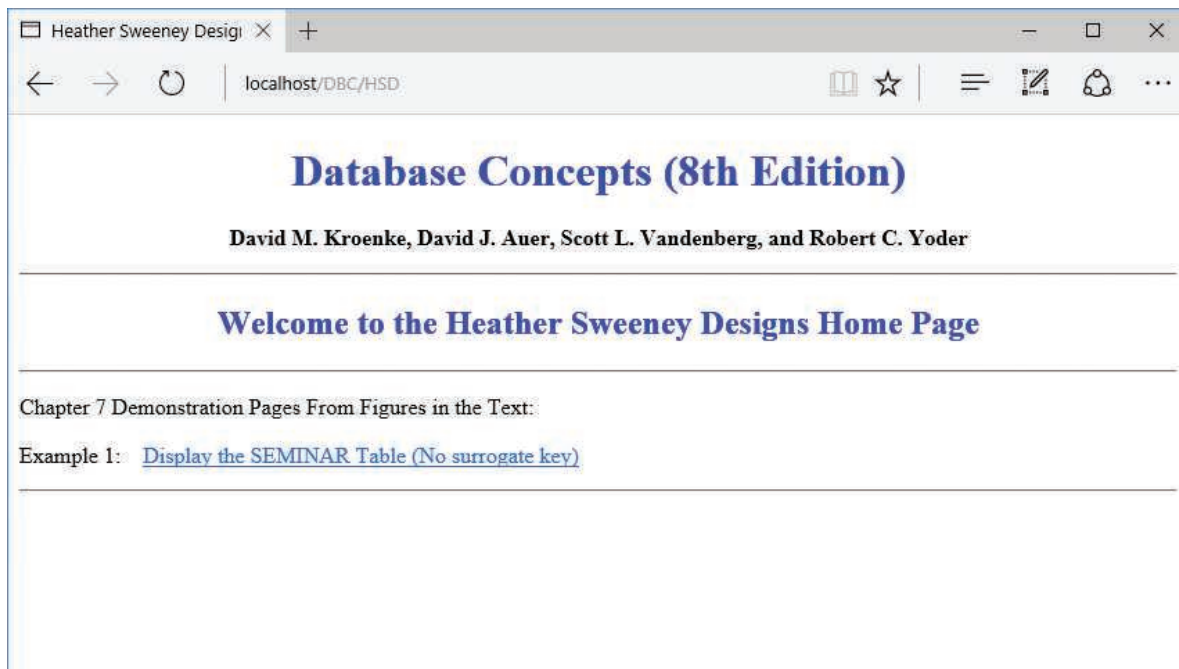 Heather Sweeney Desig
localhost/DBC/HSD
Database Concepts (8th Edition)
David M. Kroenke, David J. Auer, Scott L. Vandenberg, and Robert C. Yoder
Welcome to the Heather Sweeney Designs Home Page
Chapter 7 Demonstration Pages From Figures in the Text:
Example 1: Display the SEMINAR Table (No surrogate key)